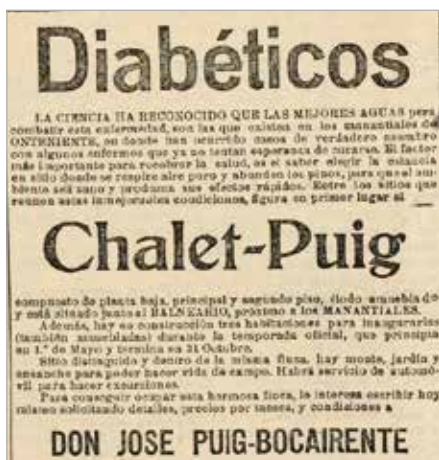 Diabéticos
LA CIENCIA HA RECONOCIDO QUE LAS MEJORES AGUAS para
combatir esta enfermedad, son las que existen en los manantiales de
ONTENIENTE, en donde han ocurrido casos de verdadero asombro
con algunos enfermos que ya no tenían esperanza de curarse. El factor
más importante para recobrar la salud, es el saber elegir la estancia
en sitio donde se respire aire puro y abunden los pinos, para que el am-
biente sea sano y produzca sus efectos rápidos. Entre los sitios que
reunen estas inmejorables condiciones, figura en primer lugar el
Chalet-Puig
compuesto de planta baja, principal y segundo piso, todo amueblado
y está situado junto al BALNEARIO, próximo a los MANANTIALES.
Además, hay en construcción tres habitaciones para inaugurarlas
(también amuebladas) durante la temporada oficial, que principia
en 1.º de Mayo y termina en 31 Octubre.
Sitio distinguido y dentro de la misma finca, hay monte, jardín y
ensanche para poder hacer vida de campo. Habrá servicio de automó-
vil para hacer excursiones.
Para conseguir ocupar esta hermosa finca, le interesa escribir hoy
mismo solicitando detalles, precios por meses, y condiciones a
DON JOSE PUIG-BOCAIRENTE